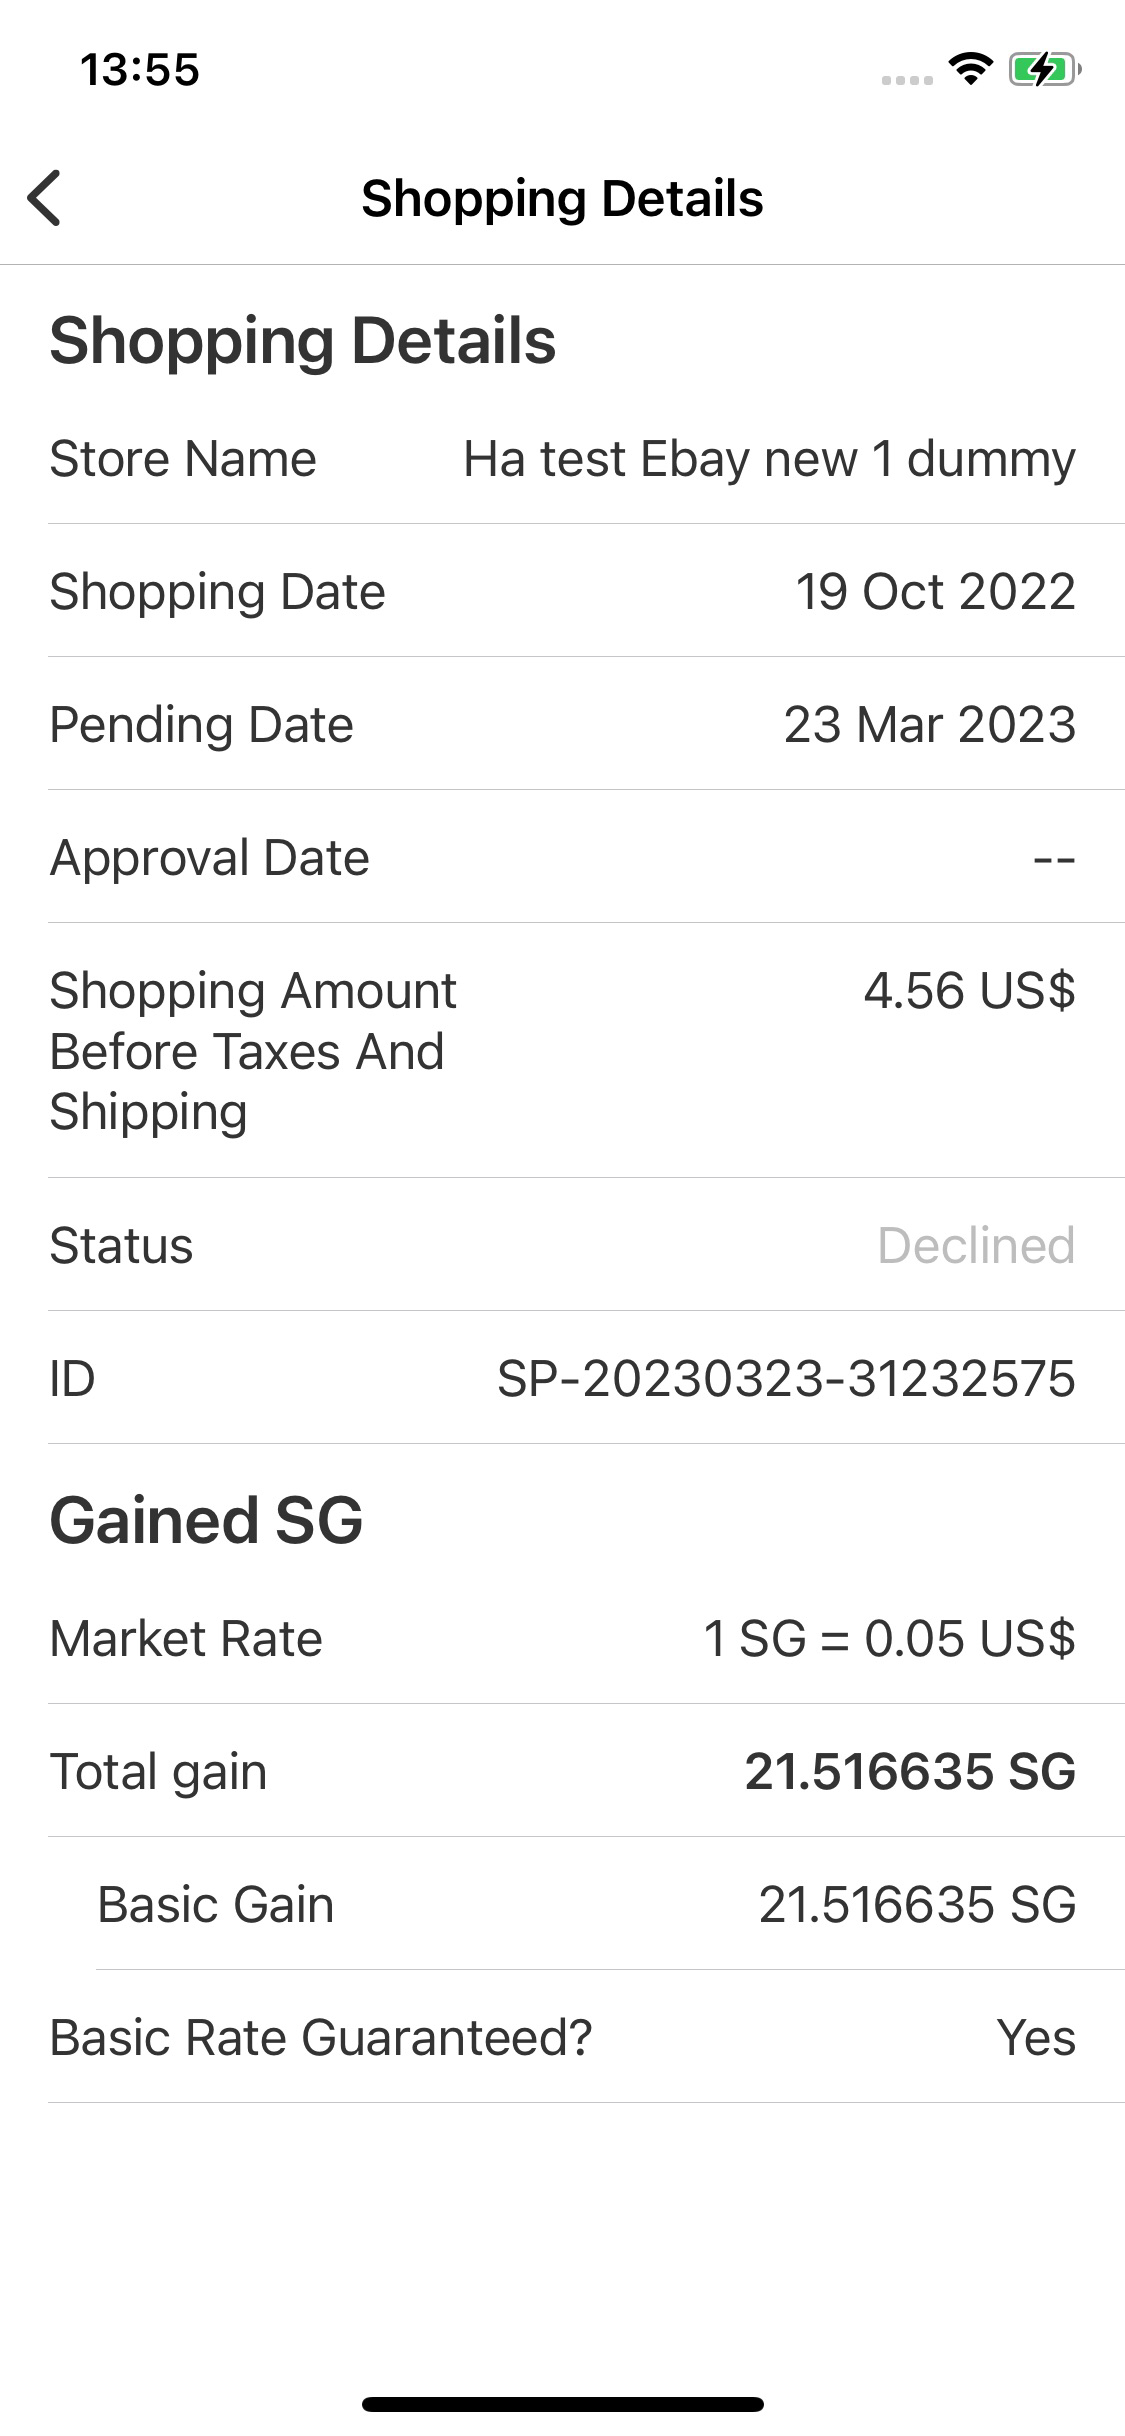 13:55
Shopping Details
Shopping Details
Store Name Ha test Ebay new 1 dummy
Shopping Date 19 Oct 2022
Pending Date 23 Mar 2023
Approval Date --
Shopping Amount 4.56 US$
Before Taxes And
Shipping
Status Declined
ID SP-20230323-31232575
Gained SG
Market Rate 1 SG = 0.05 US$
Total gain 21.516635 SG
Basic Gain 21.516635 SG
Basic Rate Guaranteed? Yes